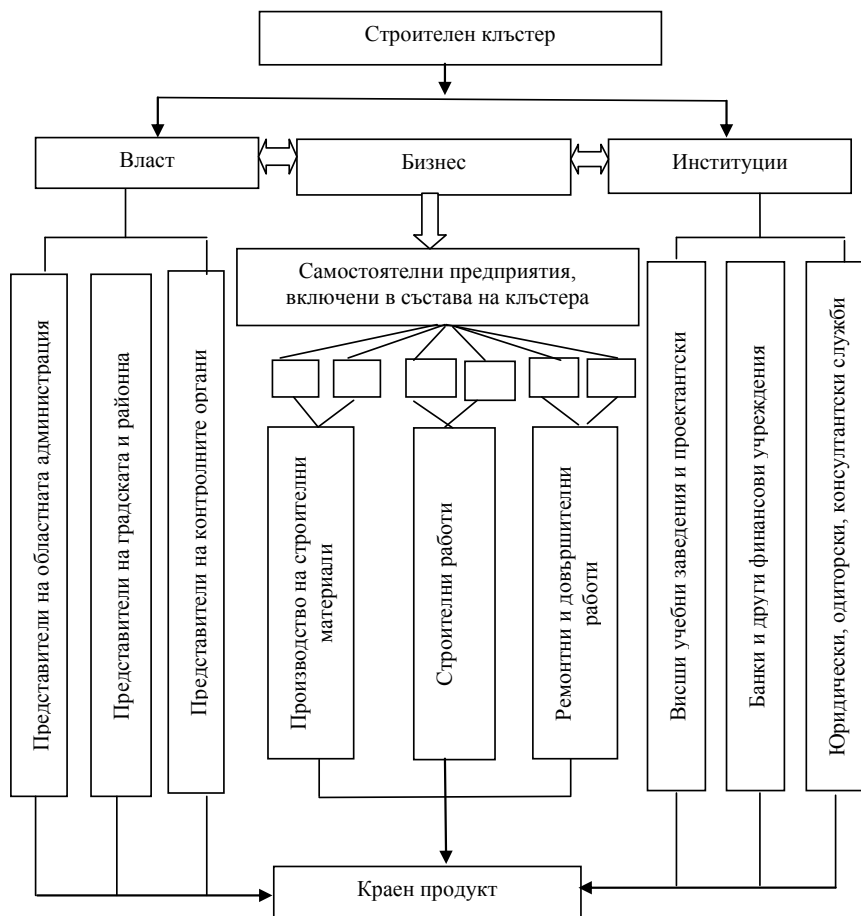 Строителен клъстер
Власт
Бизнес
Институции
Самостоятелни предприятия,
включени в състава на клъстера
Представители на областната администрация
Представители на градската и районна
Представители на контролните органи
Производство на строителни
материали
Строителни работи
Ремонтни и довършителни
работи
Висши учебни заведения и проектантски
Банки и други финансови учреждения
Юридически, одиторски, консултантски служби
Краен продукт